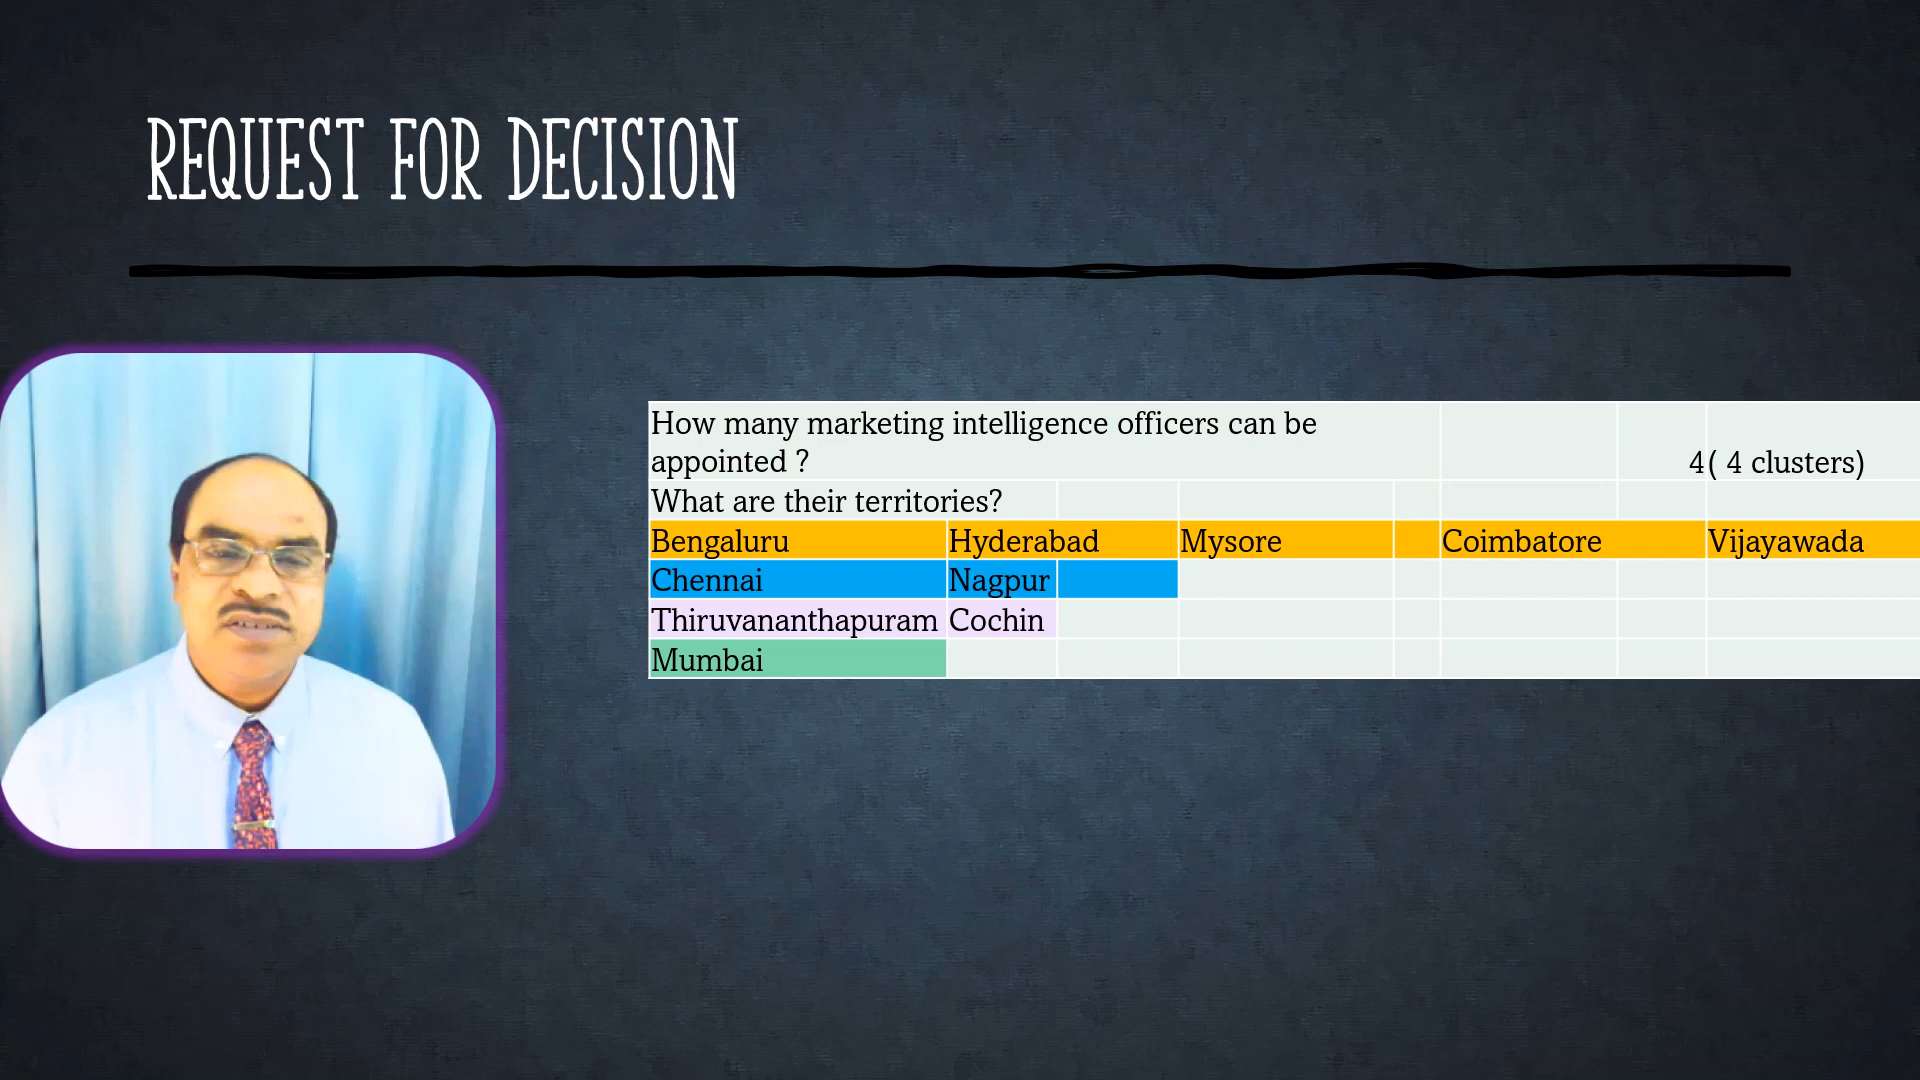 REQUEST FOR DECISION
How many marketing intelligence officers can be
appointed ? 4( 4 clusters)
What are their territories?
Bengaluru Hyderabad Mysore Coimbatore Vijayawada
Chennai Nagpur
Thiruvananthapuram Cochin
Mumbai